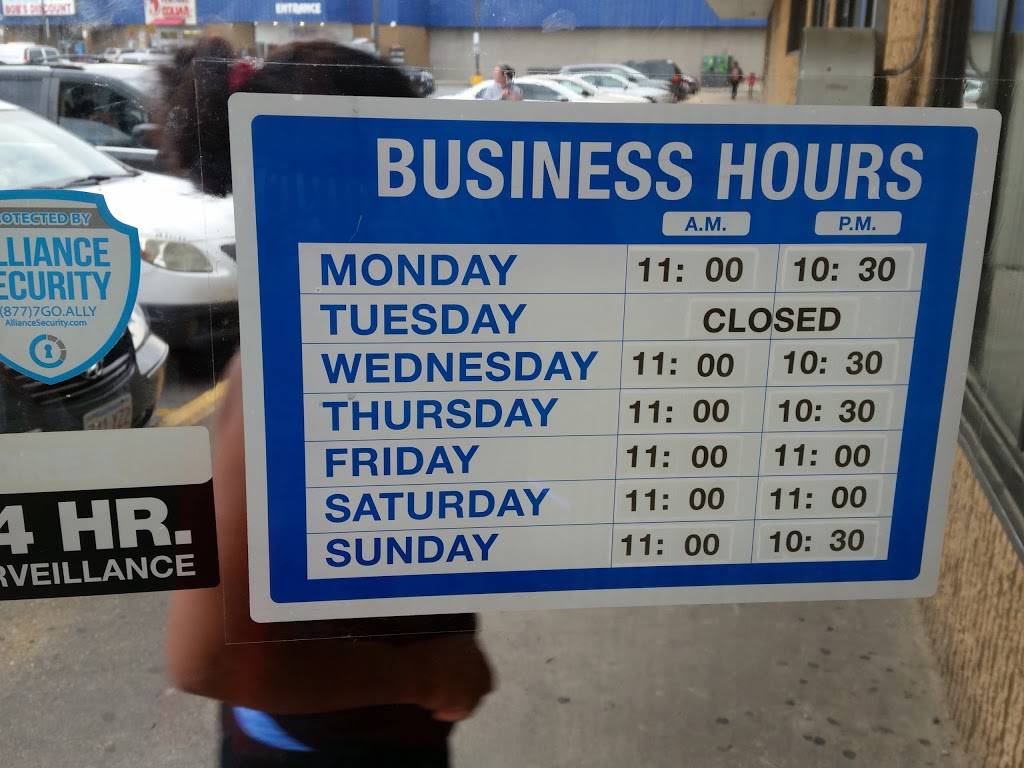 ENTRANCE
BUSINESS HOURS
A.M. P.M.
MONDAY 11: 00 10: 30
TUESDAY CLOSED
WEDNESDAY 11: 00 10: 30
THURSDAY 11: 00 10: 30
FRIDAY 11: 00 11: 00
SATURDAY 11: 00 11: 00
SUNDAY 11: 00 10: 30
OTECTED BY
LLIANCE
ECURITY
(877)7GO.ALLY
AllianceSecurity.com
4 HR.
RVEILLANCE